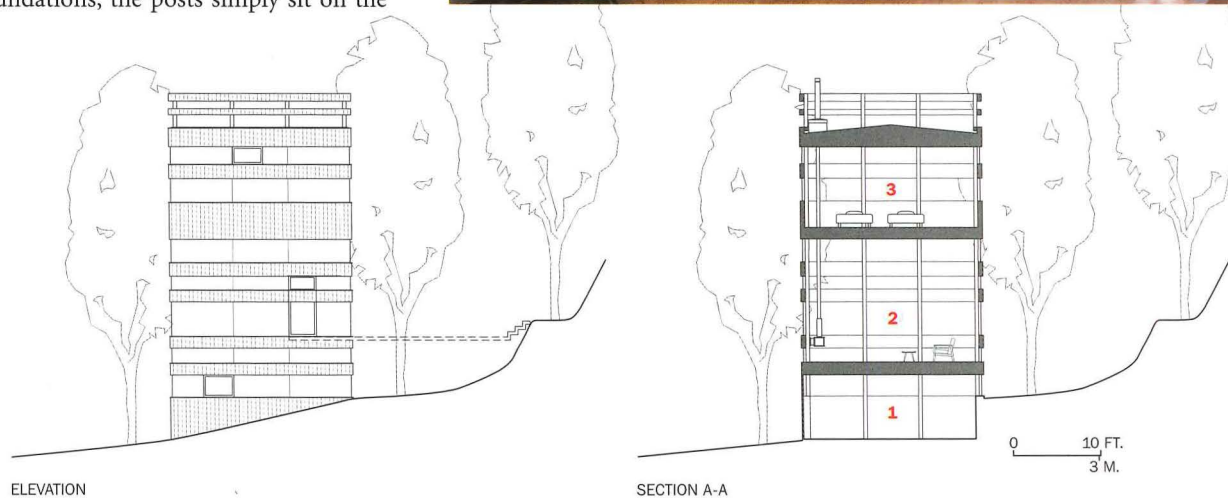 undations, the posts simply sit on the
3
2
1
0 10 FT.
3 M.
ELEVATION
SECTION A-A